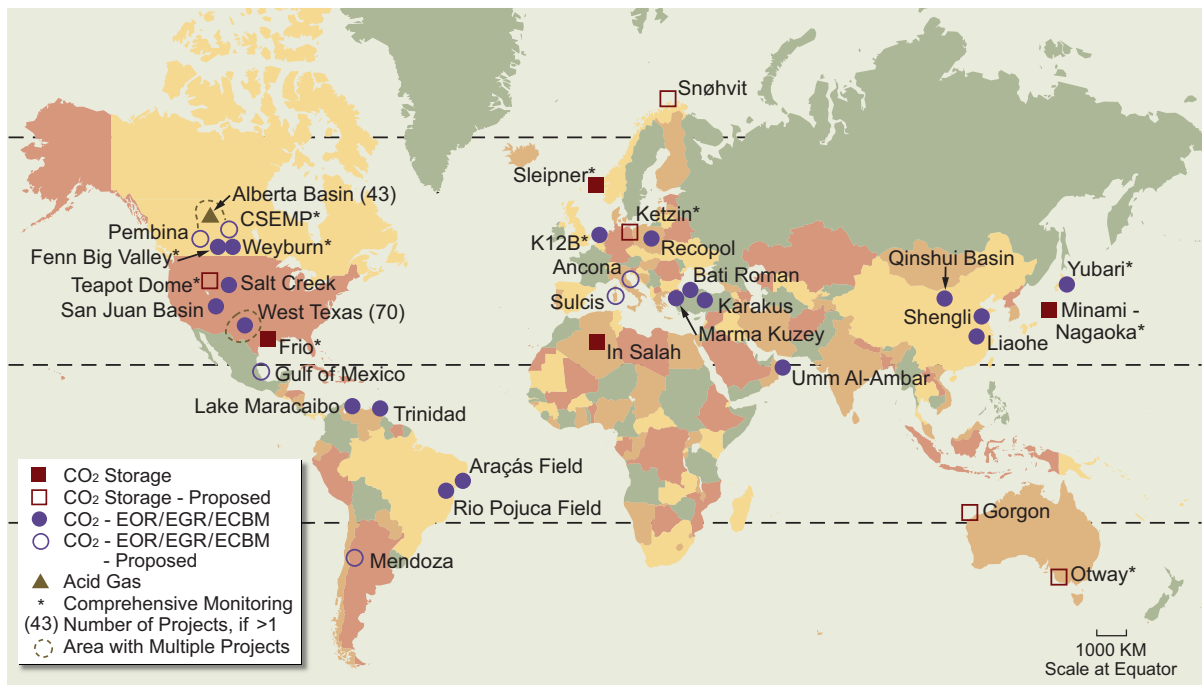 Snøhvit
Sleipner*
Alberta Basin (43)
CSEMP*
Pembina
Ketzin*
K12B*
Recopol
Fenn Big Valley*
Weyburn*
Qinshui Basin
Ancona
Bati Roman
Yubari*
Teapot Dome*
Salt Creek
Sulcis
Karakus
San Juan Basin
West Texas (70)
Shengli
Minami -
Nagaoka*
Marma Kuzey
Liaohe
Frio*
In Salah
Gulf of Mexico
Umm Al-Ambar
Lake Maracaibo
Trinidad
Araçás Field
Rio Pojuca Field
Gorgon
Mendoza
Otway*
CO₂ Storage
CO₂ Storage - Proposed
CO₂ - EOR/EGR/ECBM
CO₂ - EOR/EGR/ECBM
- Proposed
Acid Gas
* Comprehensive Monitoring
(43) Number of Projects, if >1
Area with Multiple Projects
1000 KM
Scale at Equator